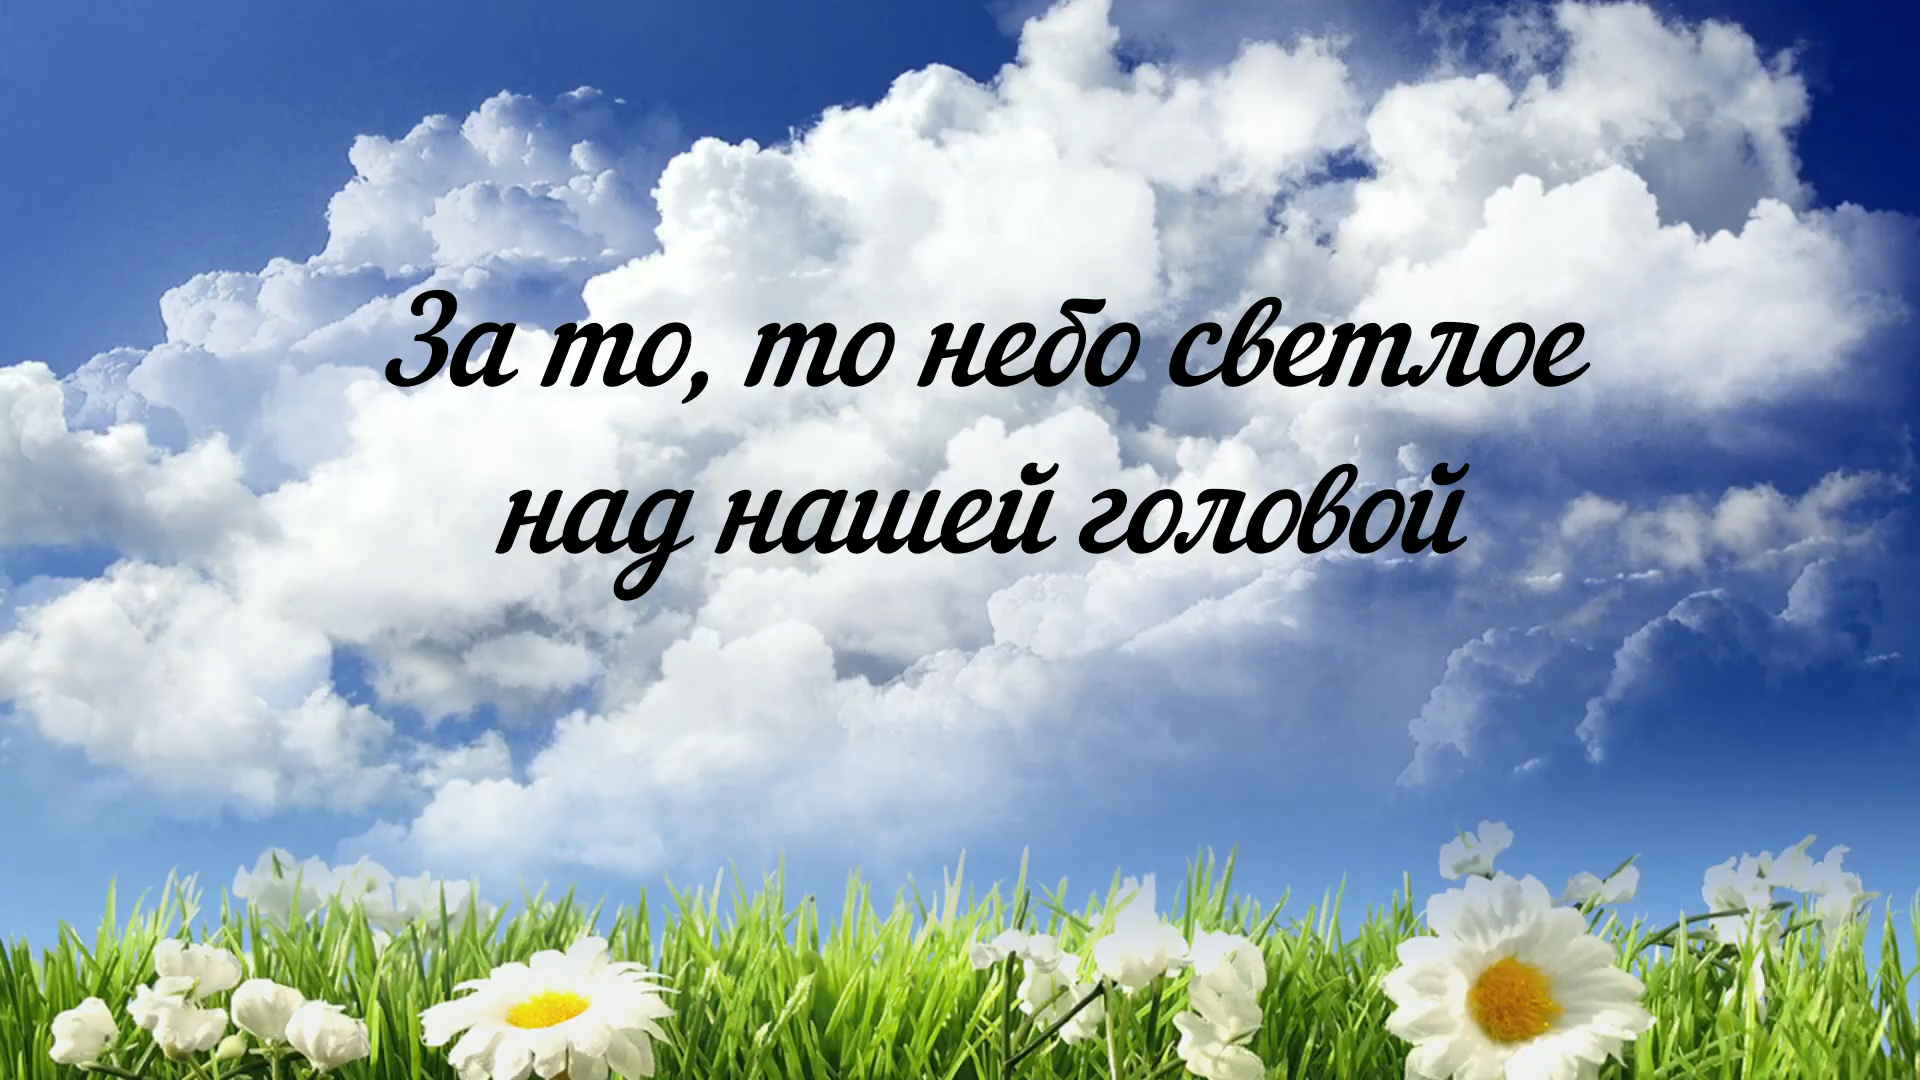 За то, то небо светлое
над нашей головой